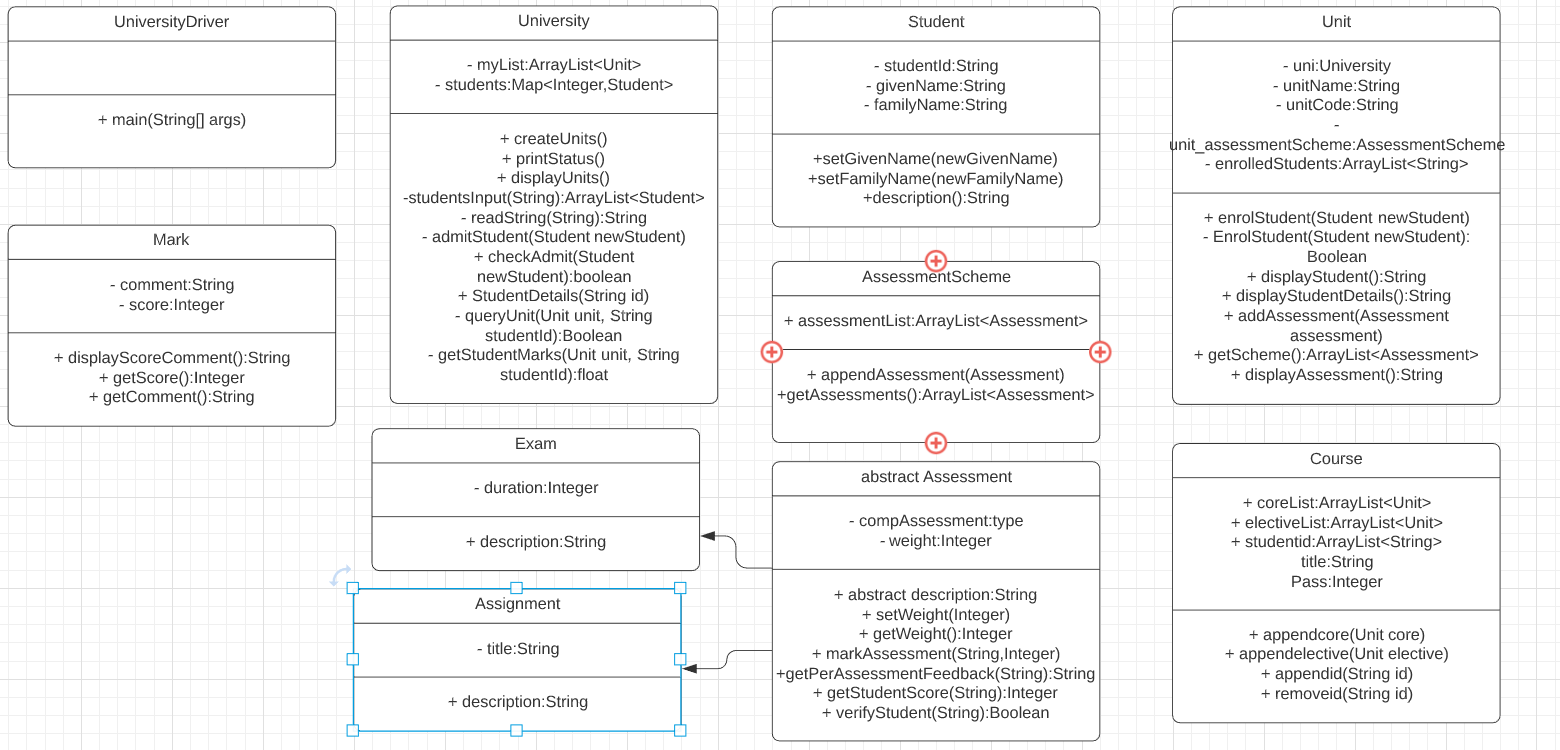 UniversityDriver
+ main(String[] args)
University
- myList:ArrayList<Unit>
- students:Map<Integer,Student>
+ createUnits()
+ printStatus()
+ displayUnits()
-studentsInput(String):ArrayList<Student>
- readString(String):String
- admitStudent(Student newStudent)
+ checkAdmit(Student
newStudent):boolean
+ StudentDetails(String id)
- queryUnit(Unit unit, String
studentId):Boolean
- getStudentMarks(Unit unit, String
studentId):float
Student
- studentId:String
- givenName:String
- familyName:String
+setGivenName(newGivenName)
+setFamilyName(newFamilyName)
+description():String
Unit
- uni:University
- unitName:String
- unitCode:String
-
unit_assessmentScheme:AssessmentScheme
- enrolledStudents:ArrayList<String>
+ enrolStudent(Student newStudent)
- EnrolStudent(Student newStudent):
Boolean
+ displayStudent():String
+ displayStudentDetails():String
+ addAssessment(Assessment
assessment)
+ getScheme():ArrayList<Assessment>
+ displayAssessment():String
Mark
- comment:String
- score:Integer
+ displayScoreComment():String
+ getScore():Integer
+ getComment():String
AssessmentScheme
+ assessmentList:ArrayList<Assessment>
+ appendAssessment(Assessment)
+getAssessments():ArrayList<Assessment>
Exam
- duration:Integer
+ description:String
Assignment
- title:String
+ description:String
abstract Assessment
- compAssessment:type
- weight:Integer
+ abstract description:String
+ setWeight(Integer)
+ getWeight():Integer
+ markAssessment(String,Integer)
+getPerAssessmentFeedback(String):String
+ getStudentScore(String):Integer
+ verifyStudent(String):Boolean
Course
+ coreList:ArrayList<Unit>
+ electiveList:ArrayList<Unit>
+ studentid:ArrayList<String>
title:String
Pass:Integer
+ appendcore(Unit core)
+ appendelective(Unit elective)
+ appendid(String id)
+ removeid(String id)